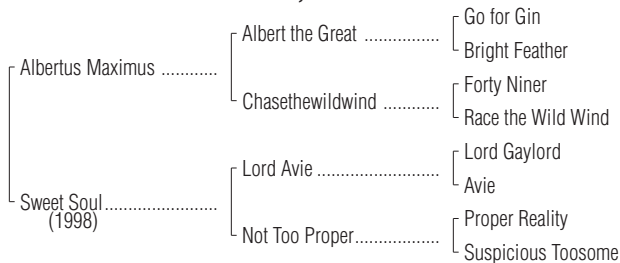 Go for Gin
Albert the Great ................
Bright Feather
Albertus Maximus ............
Forty Niner
Chasethewildwind ............
Race the Wild Wind
Lord Gaylord
Lord Avie ..........................
Avie
Sweet Soul ........................
(1998)
Proper Reality
Not Too Proper ..................
Suspicious Toosome